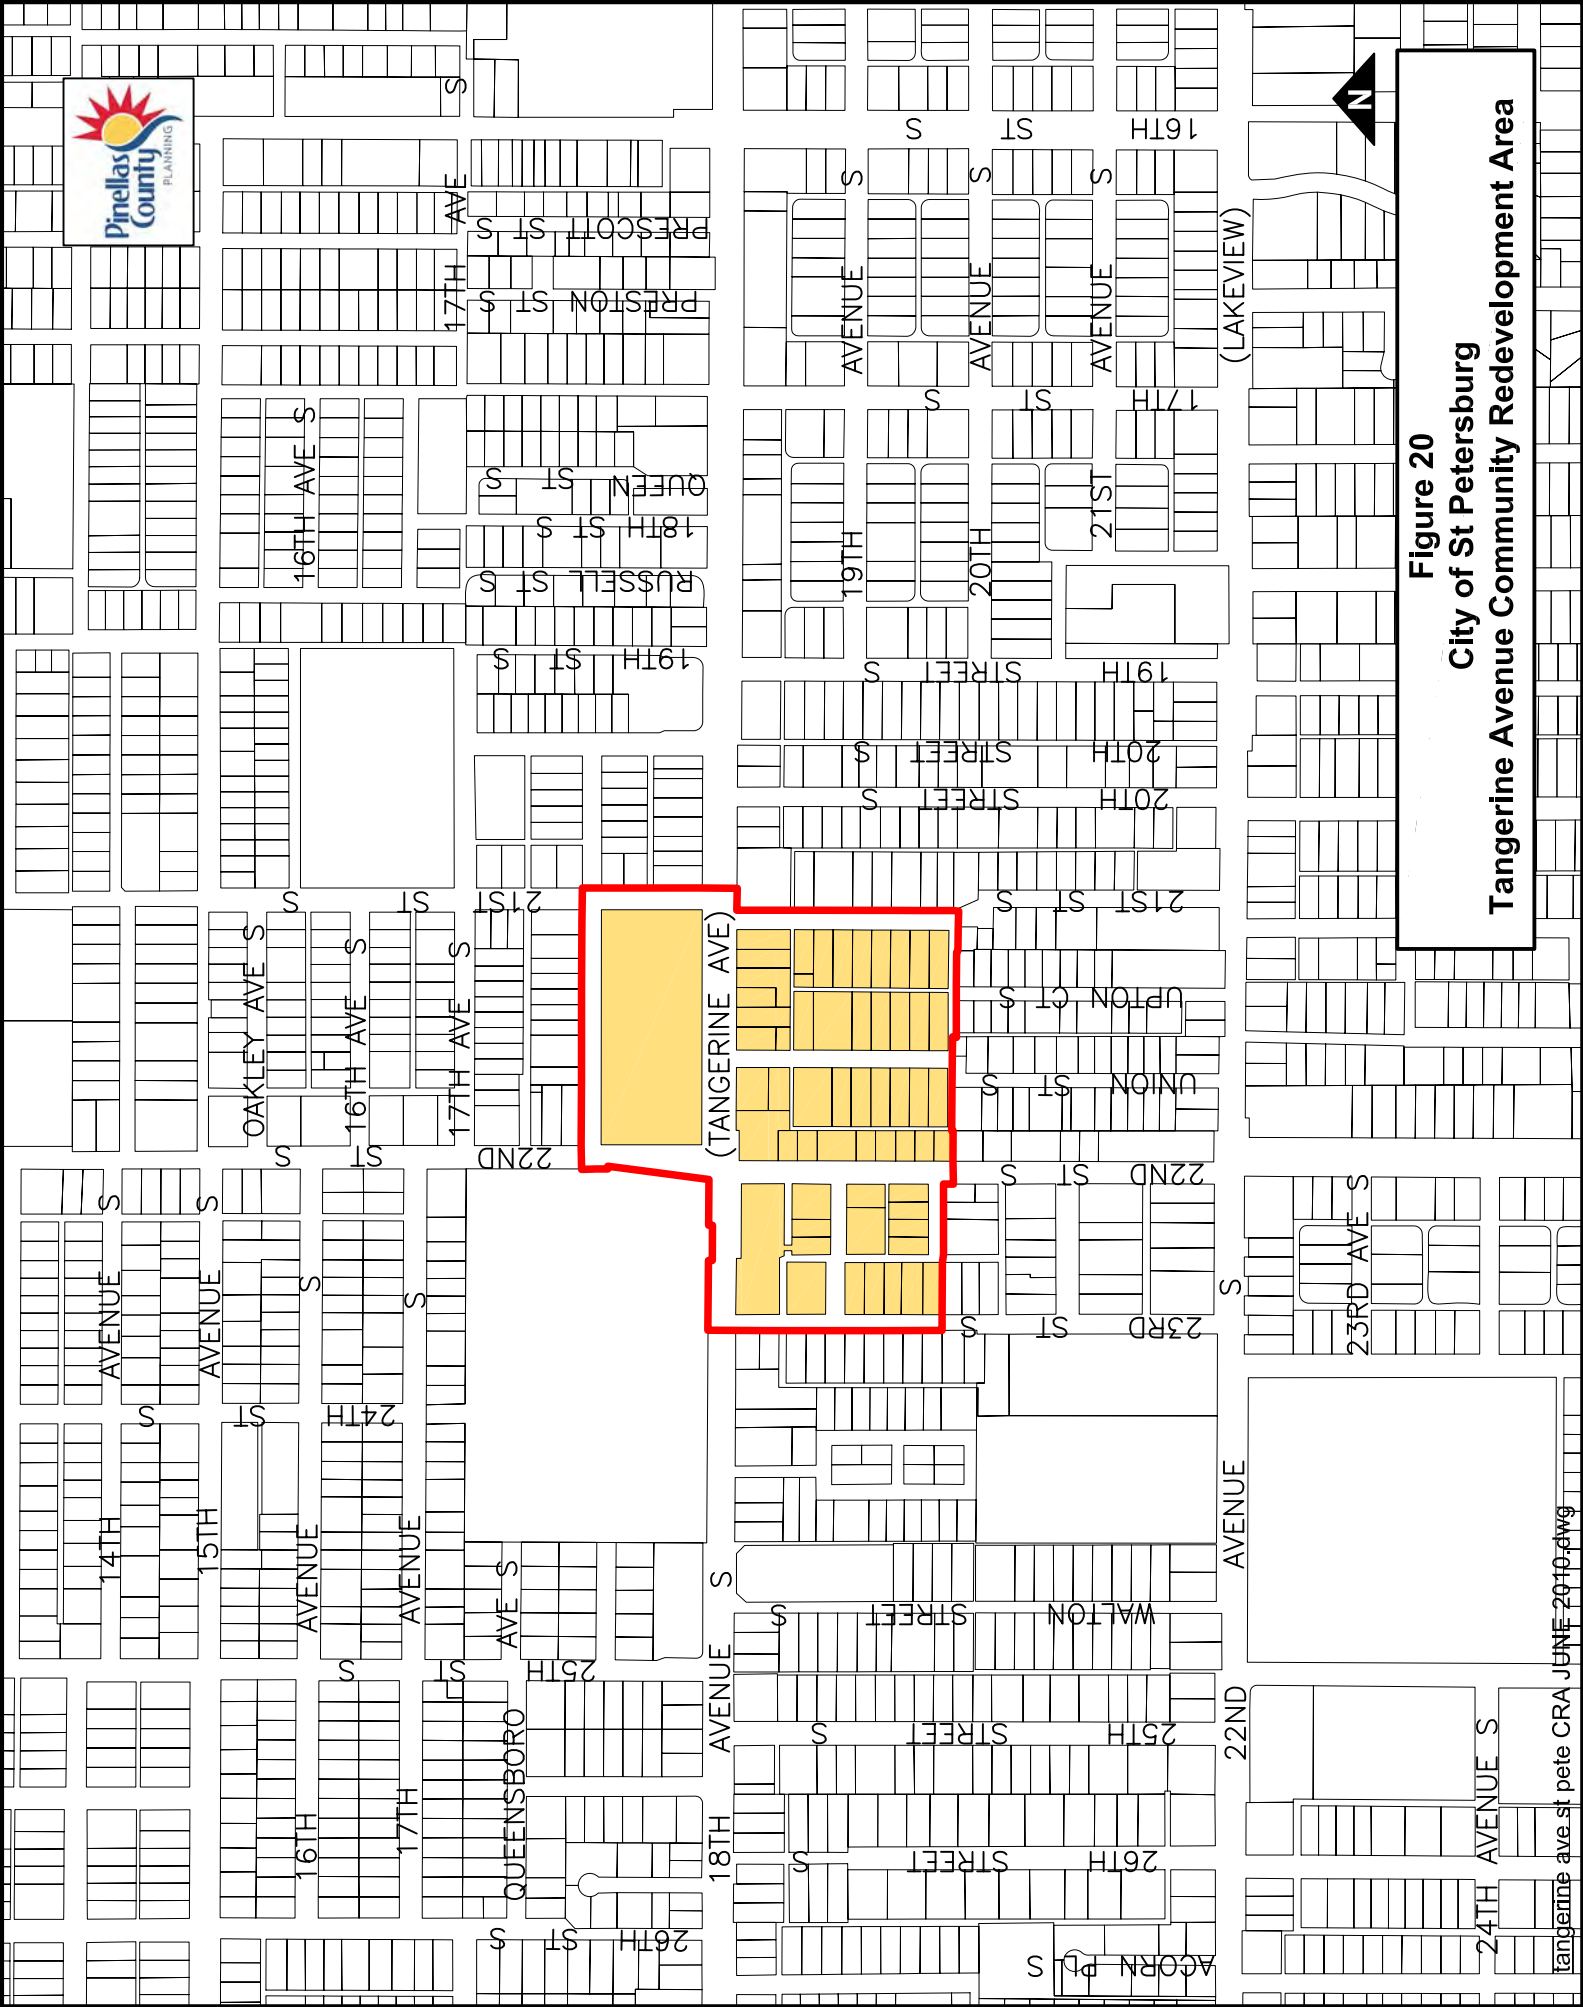 Figure 20
City of St Petersburg
Tangerine Avenue Community Redevelopment Area
N
Pinellas
County
PLANNING
16TH ST S
PRESCOTT ST S
PRESTON ST S
17TH ST S
QUEEN ST S
18TH ST S
RUSSELL ST S
19TH ST S
19TH STREET S
20TH STREET S
20TH STREET S
21ST ST S
21ST ST S
UPTON CT S
UNION ST S
22ND ST S
22ND ST S
23RD ST S
24TH ST S
WALTON STREET S
25TH ST S
25TH STREET S
26TH STREET S
26TH ST S
ACORN PL S
14TH AVENUE S
15TH AVENUE S
OAKLEY AVE S
16TH AVE S
16TH AVE S
16TH AVENUE S
17TH AVE S
17TH AVE S
17TH AVENUE S
QUEENSBORO AVE S
18TH AVENUE S
(TANGERINE AVE)
19TH AVENUE S
20TH AVENUE S
21ST AVENUE S
22ND AVENUE S
(LAKEVIEW)
23RD AVE S
24TH AVENUE S
tangerine ave st pete CRA JUNE 2010.dwg